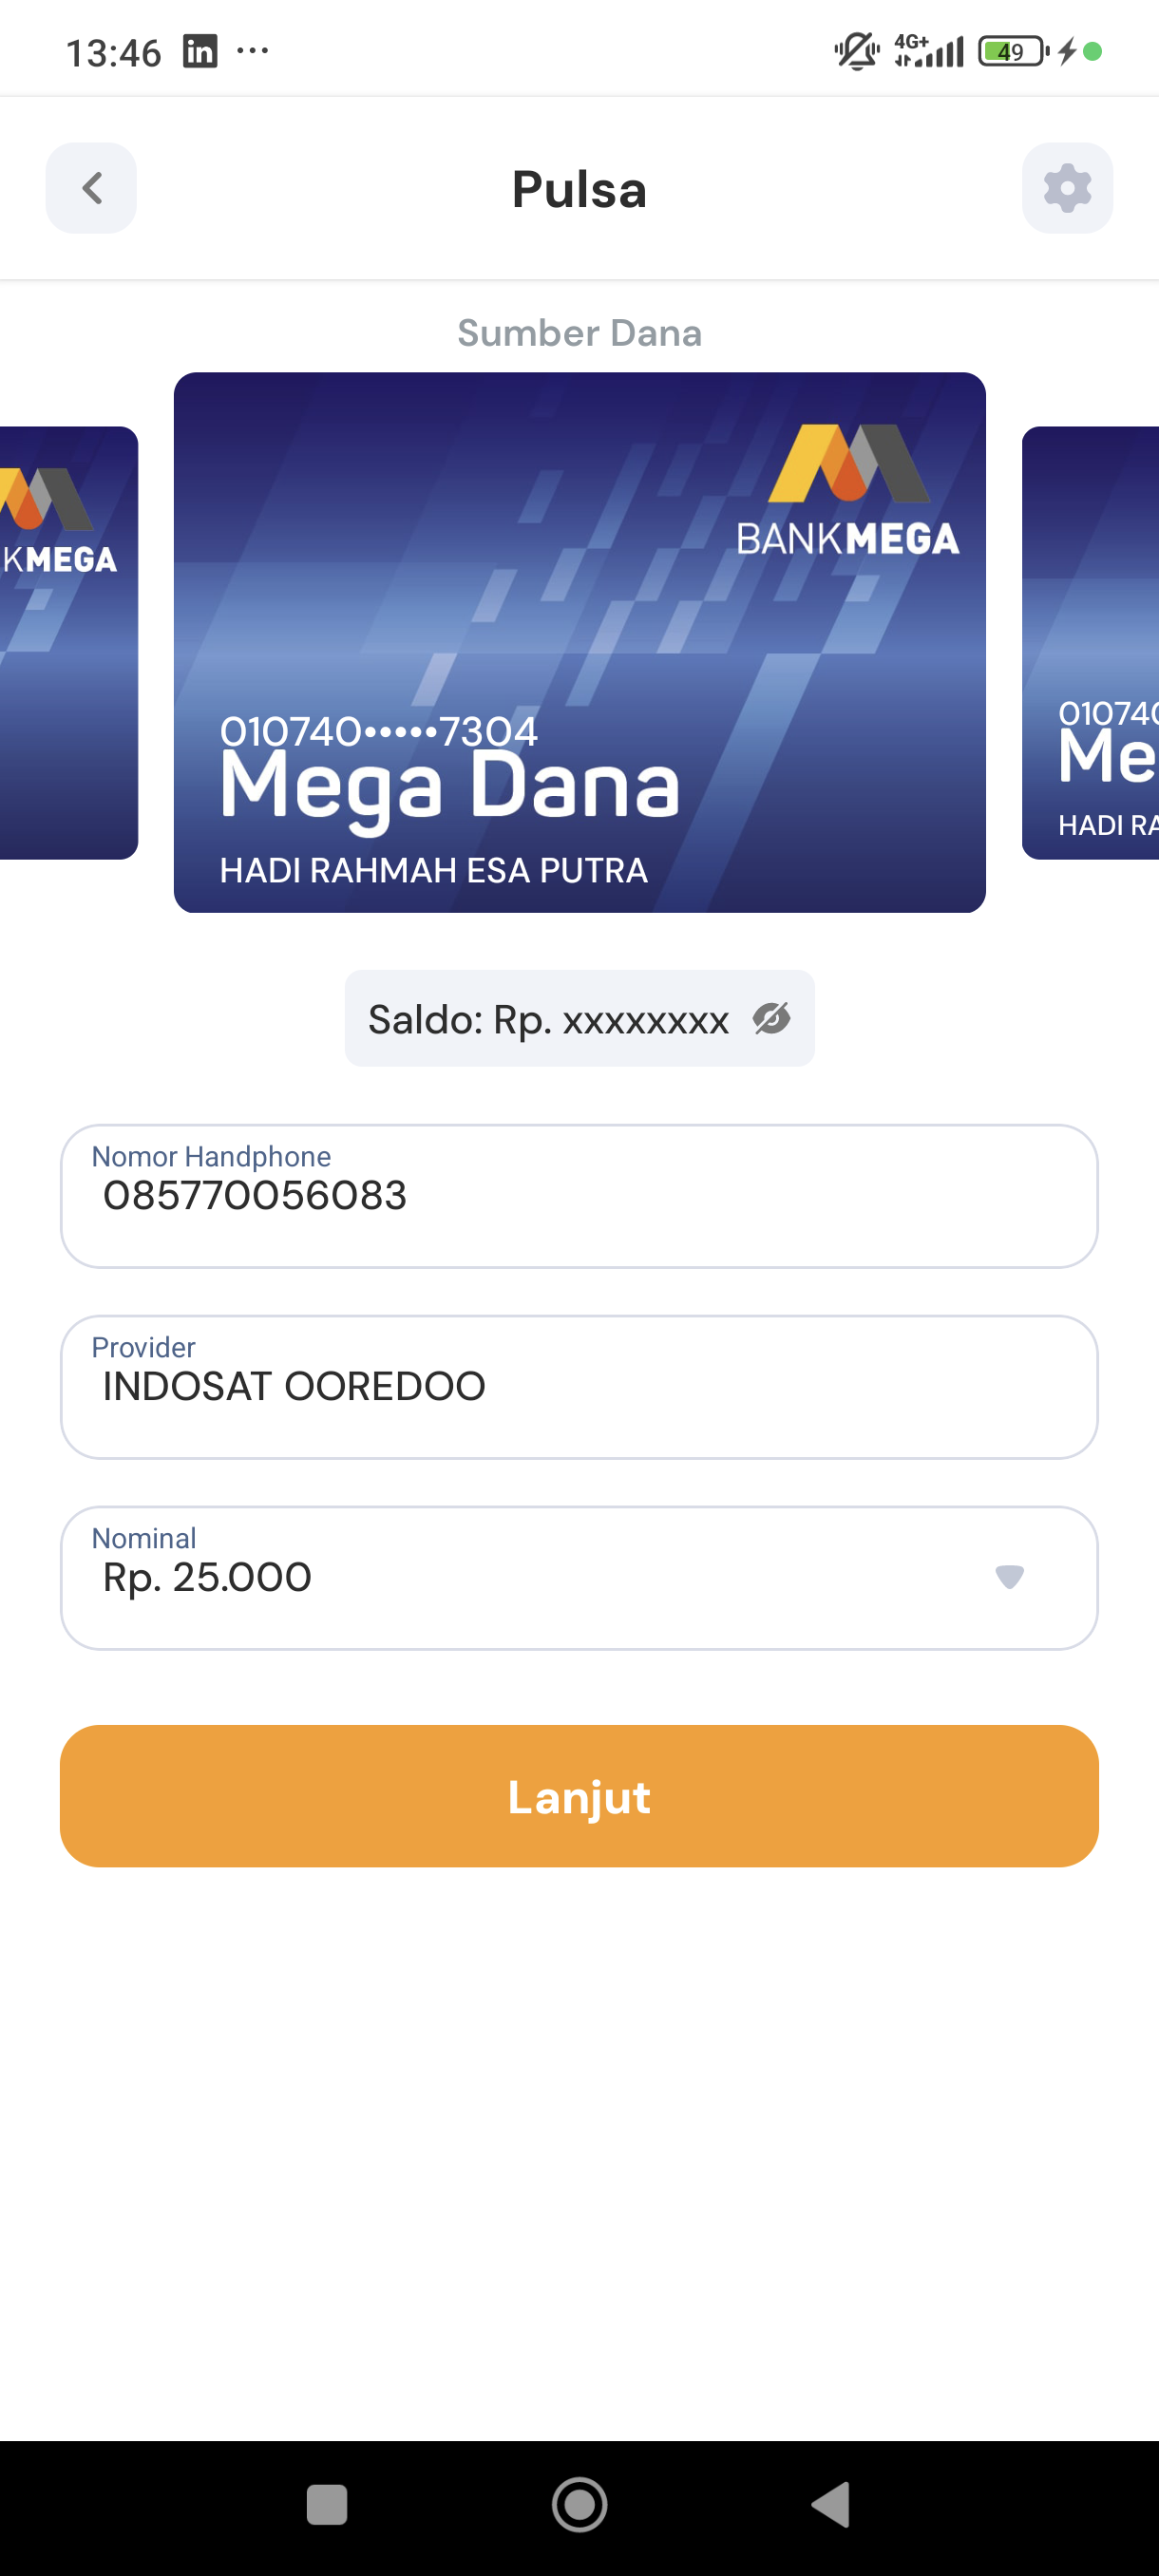 13:46 in ...
4G+ 49
Pulsa
Sumber Dana
BANKMEGA
010740•••••7304
Mega Dana
HADI RAHMAH ESA PUTRA
KMEGA
010740
Me
HADI RA
Saldo: Rp. xxxxxxxx
Nomor Handphone
085770056083
Provider
INDOSAT OOREDOO
Nominal
Rp. 25.000
Lanjut